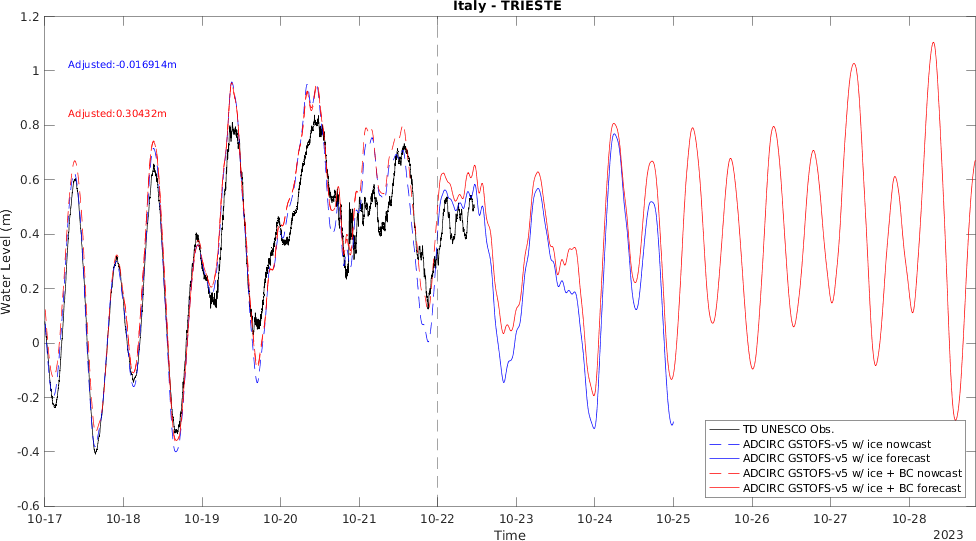 Italy - TRIESTE
1.2
1
0.8
0.6
0.4
0.2
0
-0.2
-0.4
-0.6
Water Level (m)
Adjusted:-0.016914m
Adjusted:0.30432m
TD UNESCO Obs.
ADCIRC GSTOFS-v5 w/ ice nowcast
ADCIRC GSTOFS-v5 w/ ice forecast
ADCIRC GSTOFS-v5 w/ ice + BC nowcast
ADCIRC GSTOFS-v5 w/ ice + BC forecast
10-17 10-18 10-19 10-20 10-21 10-22 10-23 10-24 10-25 10-26 10-27 10-28
Time
2023